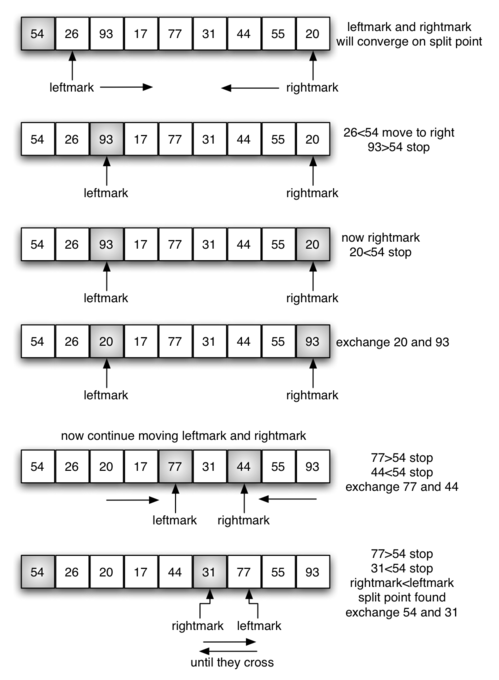 54 26 93 17 77 31 44 55 20
leftmark and rightmark
will converge on split point
leftmark rightmark
54 26 93 17 77 31 44 55 20
26<54 move to right
93>54 stop
leftmark rightmark
54 26 93 17 77 31 44 55 20
now rightmark
20<54 stop
leftmark rightmark
54 26 20 17 77 31 44 55 93
exchange 20 and 93
leftmark rightmark
now continue moving leftmark and rightmark
54 26 20 17 77 31 44 55 93
77>54 stop
44<54 stop
exchange 77 and 44
leftmark rightmark
54 26 20 17 44 31 77 55 93
77>54 stop
31<54 stop
rightmark<leftmark
split point found
exchange 54 and 31
rightmark leftmark
until they cross